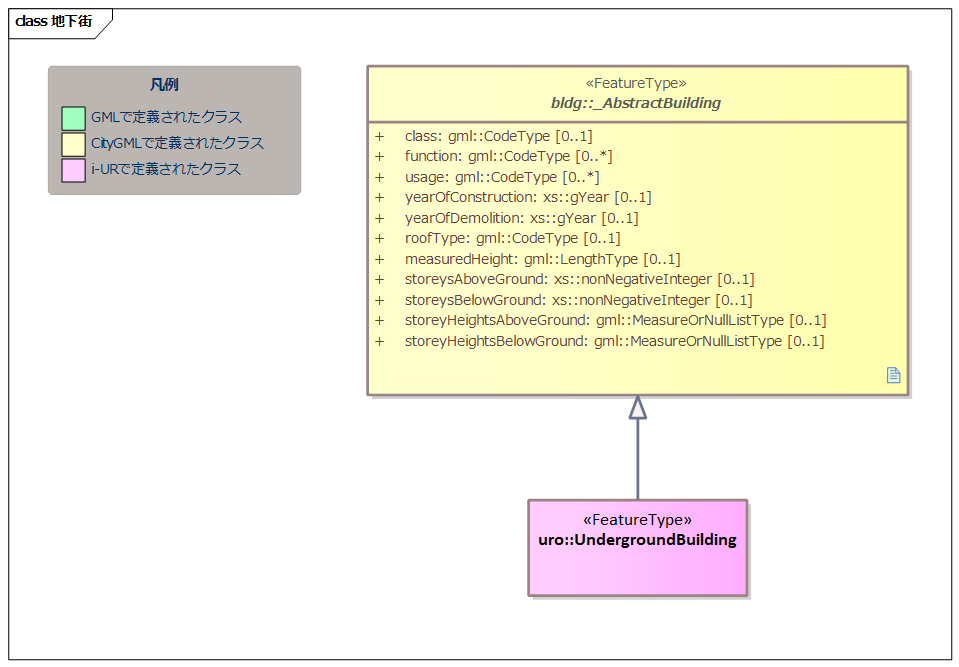 class 地下街
凡例
GMLで定義されたクラス
CityGMLで定義されたクラス
i-URで定義されたクラス
«FeatureType»
bldg::_AbstractBuilding
+ class: gml::CodeType [0..1]
+ function: gml::CodeType [0..*]
+ usage: gml::CodeType [0..*]
+ yearOfConstruction: xs::gYear [0..1]
+ yearOfDemolition: xs::gYear [0..1]
+ roofType: gml::CodeType [0..1]
+ measuredHeight: gml::LengthType [0..1]
+ storeysAboveGround: xs::nonNegativeInteger [0..1]
+ storeysBelowGround: xs::nonNegativeInteger [0..1]
+ storeyHeightsAboveGround: gml::MeasureOrNullListType [0..1]
+ storeyHeightsBelowGround: gml::MeasureOrNullListType [0..1]
«FeatureType»
uro::UndergroundBuilding